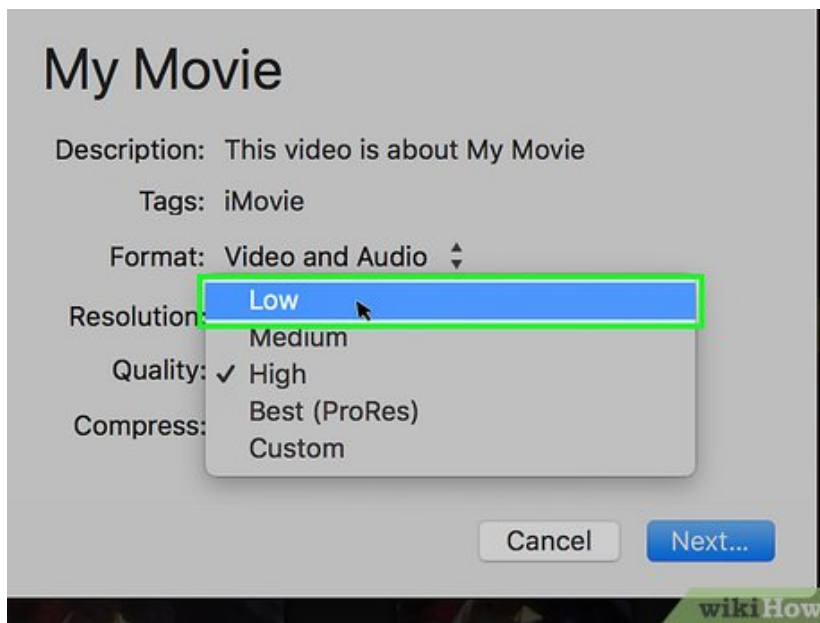 My Movie
Description: This video is about My Movie
Tags: iMovie
Format: Video and Audio
Low
Resolution:
Medium
Quality: ✓ High
Best (ProRes)
Compress:
Custom
Cancel Next...
wikiHow